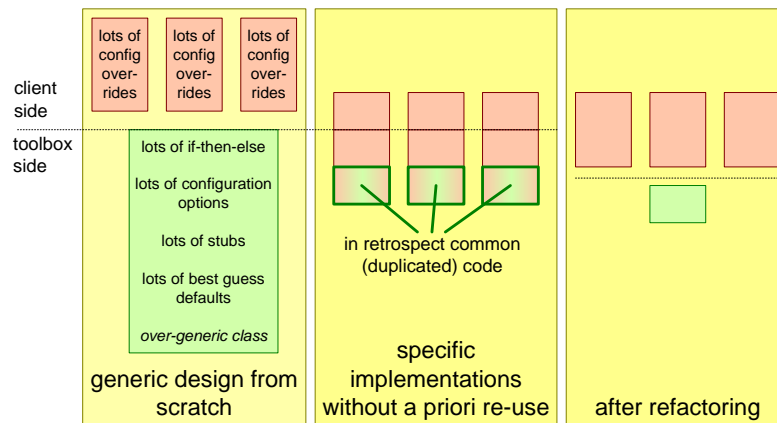 lots of
config
over-
rides
lots of
config
over-
rides
lots of
config
over-
rides
client
side
toolbox
side
lots of if-then-else
lots of configuration
options
lots of stubs
lots of best guess
defaults
over-generic class
generic design from
scratch
in retrospect common
(duplicated) code
specific
implementations
without a priori re-use
after refactoring